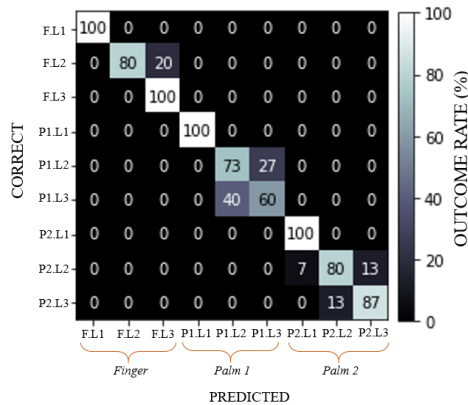 CORRECT
F.L1 100 0 0 0 0 0 0 0 0
F.L2 0 80 20 0 0 0 0 0 0
F.L3 0 0 100 0 0 0 0 0 0
P1.L1 0 0 0 100 0 0 0 0 0
P1.L2 0 0 0 0 73 27 0 0 0
P1.L3 0 0 0 0 40 60 0 0 0
P2.L1 0 0 0 0 0 0 100 0 0
P2.L2 0 0 0 0 0 0 7 80 13
P2.L3 0 0 0 0 0 0 0 13 87
F.L1 F.L2 F.L3 P1.L1 P1.L2 P1.L3 P2.L1 P2.L2 P2.L3
Finger Palm 1 Palm 2
PREDICTED
100
80
60
40
20
0
OUTCOME RATE (%)